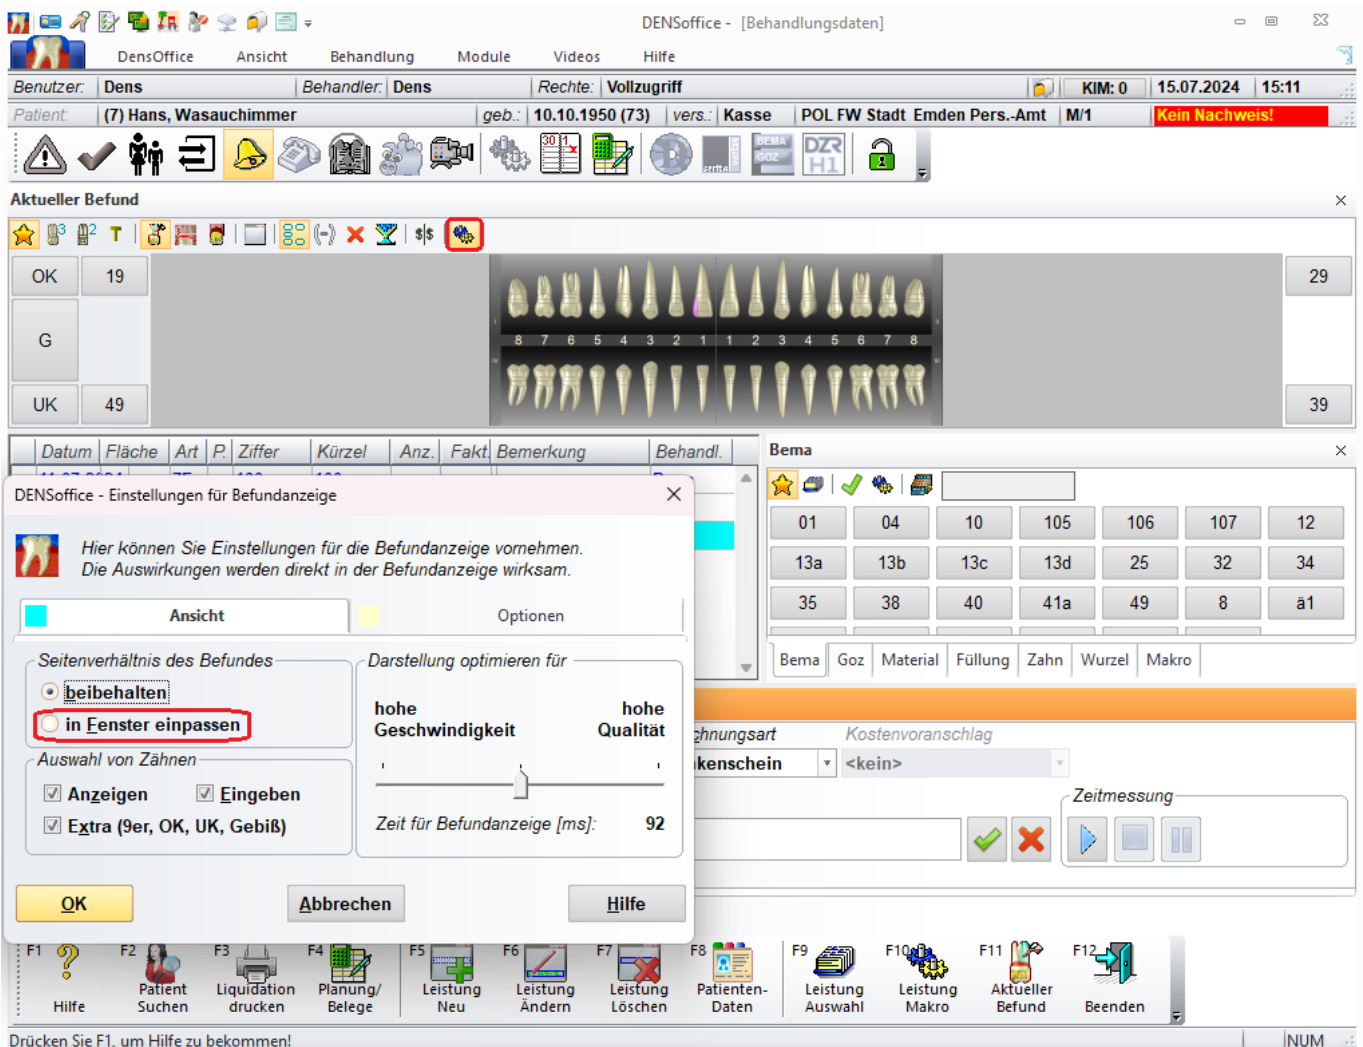 DENSoffice - [Behandlungsdaten]
DensOffice Ansicht Behandlung Module Videos Hilfe
Benutzer: Dens Behandler: Dens Rechte: Vollzugriff KIM: 0 15.07.2024 15:11
Patient: (7) Hans, Wasauchimmer geb.: 10.10.1950 (73) vers.: Kasse POL FW Stadt Emden Pers.-Amt M/1 Kein Nachweis!
30 1 BEMA GOZ DZR H1
Aktueller Befund
3 2 T $|$
OK 19 29
G
8 7 6 5 4 3 2 1 1 2 3 4 5 6 7 8
UK 49 39
Datum Fläche Art P. Ziffer Kürzel Anz. Fakt. Bemerkung Behandl.
Bema
DENSoffice - Einstellungen für Befundanzeige
Hier können Sie Einstellungen für die Befundanzeige vornehmen.
Die Auswirkungen werden direkt in der Befundanzeige wirksam.
Ansicht Optionen
Seitenverhältnis des Befundes
beibehalten
in Fenster einpassen
Auswahl von Zähnen
Anzeigen Eingeben
Extra (9er, OK, UK, Gebiß)
Darstellung optimieren für
hohe Geschwindigkeit
hohe Qualität
Zeit für Befundanzeige [ms]: 92
OK Abbrechen Hilfe
01 04 10 105 106 107 12
13a 13b 13c 13d 25 32 34
35 38 40 41a 49 8 ä1
Bema Goz Material Füllung Zahn Wurzel Makro
chnungsart Kostenvoranschlag
kenschein <kein>
Zeitmessung
F1 Hilfe
F2 Patient Suchen
F3 Liquidation drucken
F4 Planung/ Belege
F5 Leistung Neu
F6 Leistung Ändern
F7 Leistung Löschen
F8 Patienten- Daten
F9 Leistung Auswahl
F10 Leistung Makro
F11 Aktueller Befund
F12 Beenden
Drücken Sie F1, um Hilfe zu bekommen! NUM